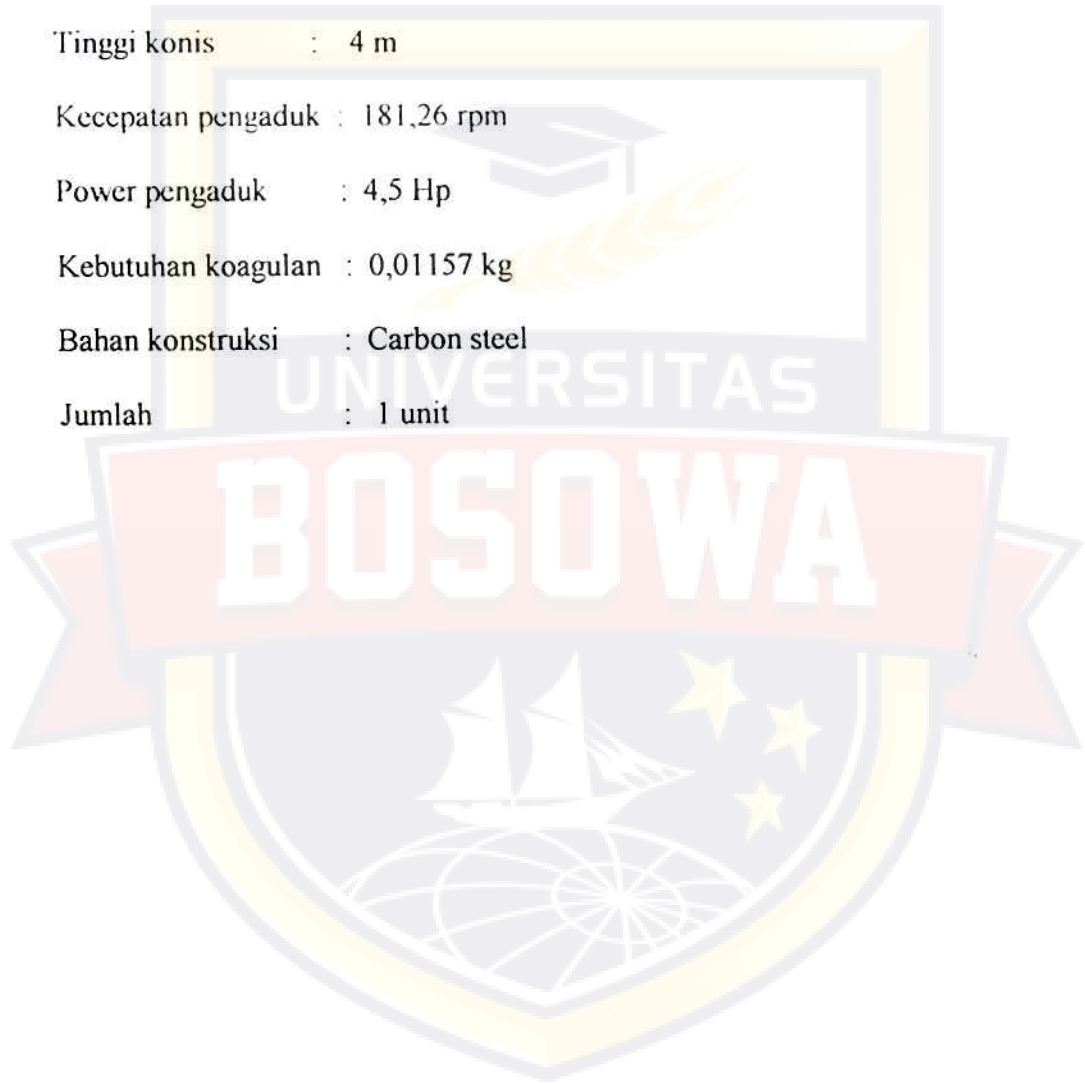 Tinggi konis : 4 m
Kecepatan pengaduk : 181,26 rpm
Power pengaduk : 4,5 Hp
Kebutuhan koagulan : 0,01157 kg
Bahan konstruksi : Carbon steel
UNIVERSITAS
Jumlah : 1 unit
BOSOWA